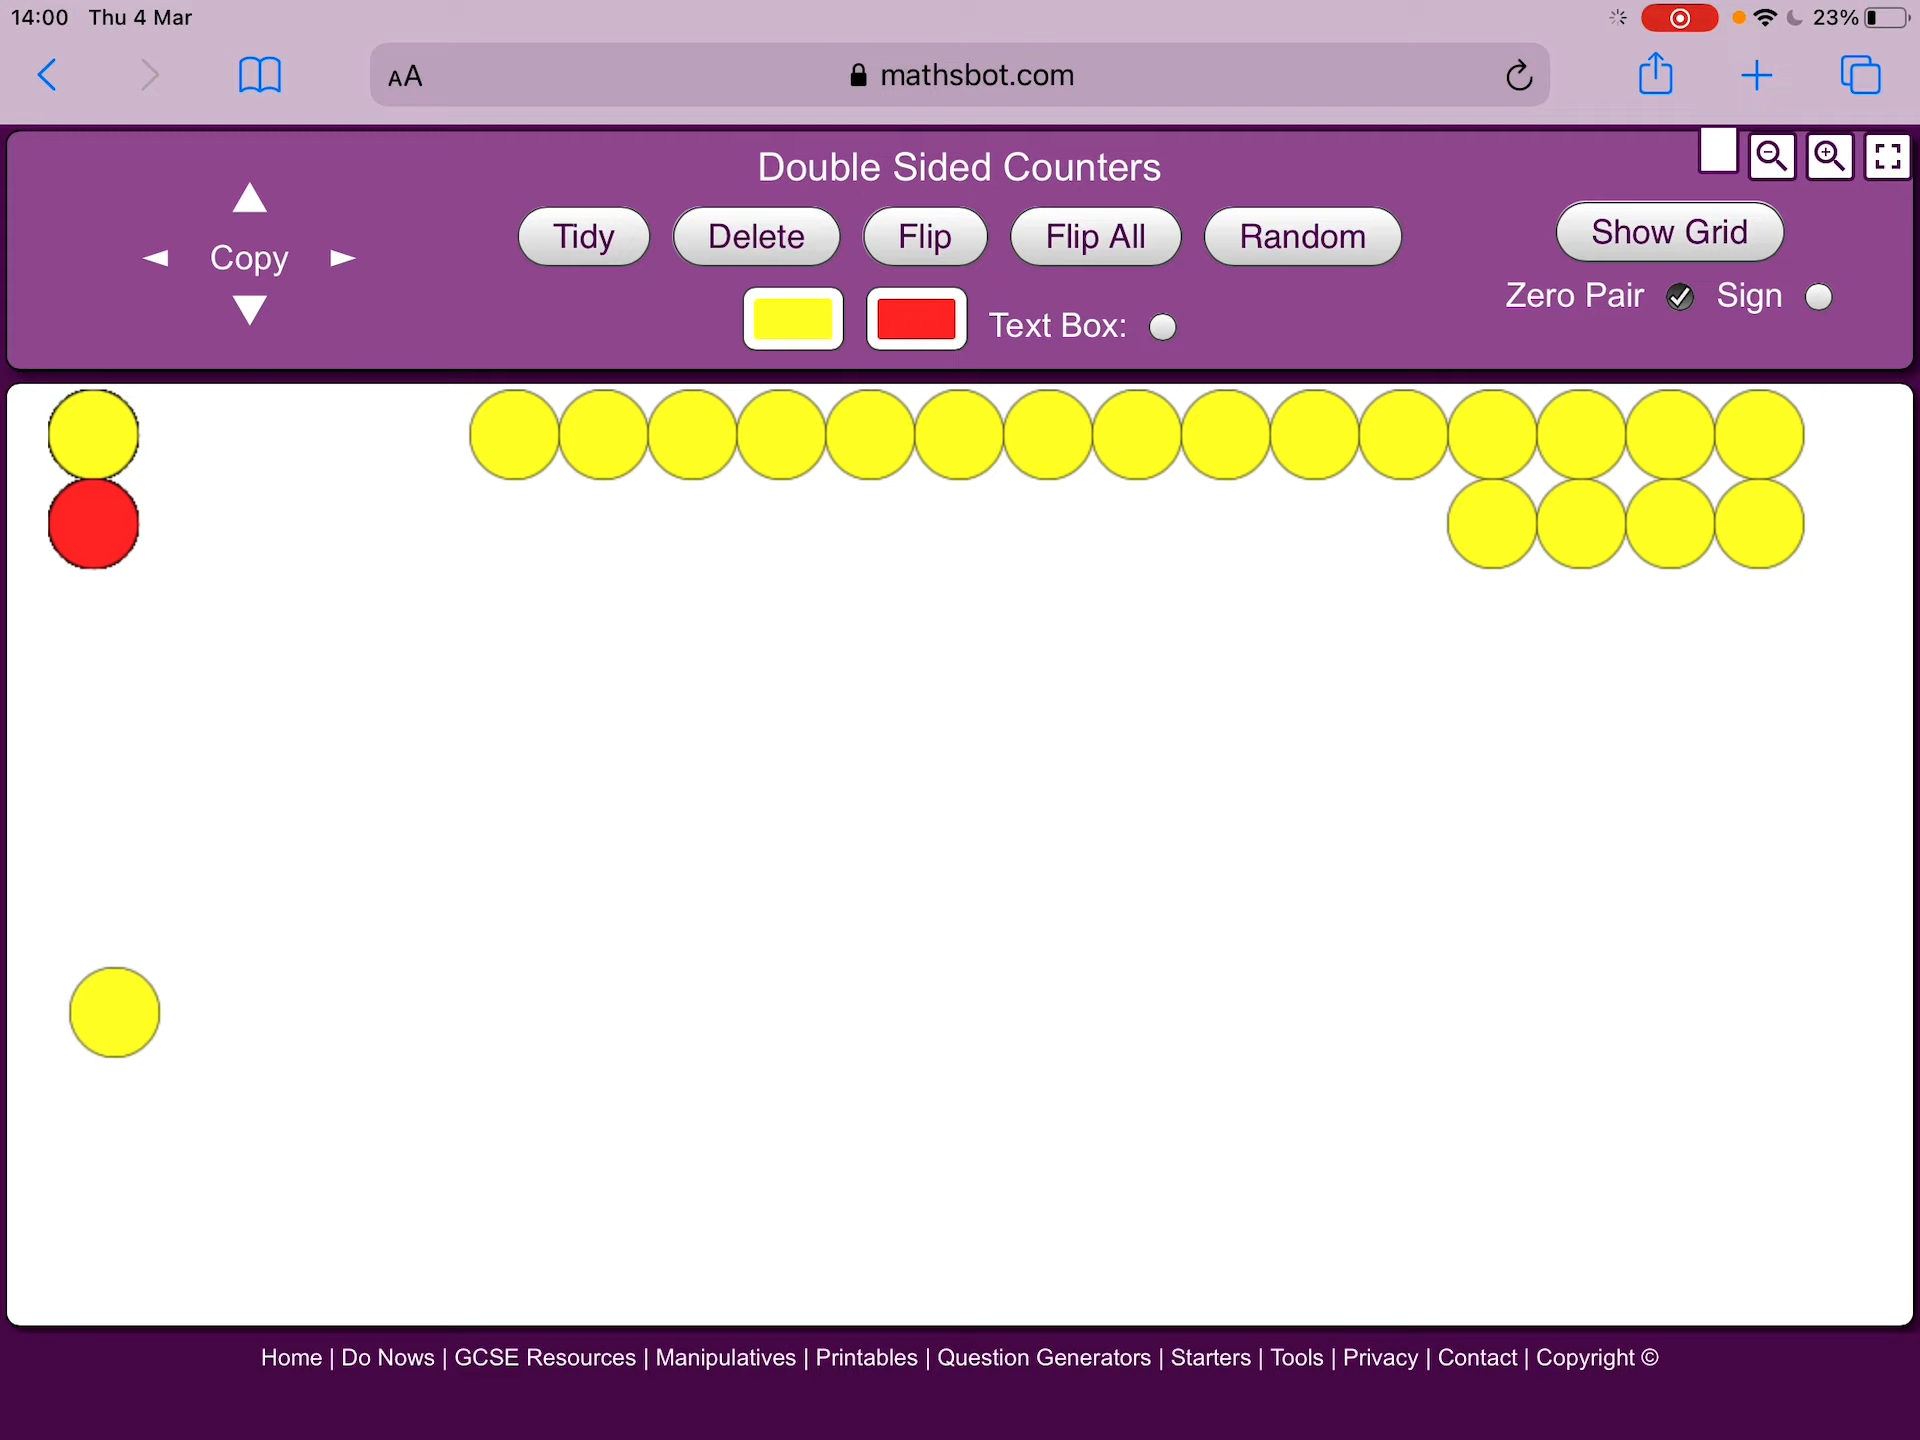 14:00 Thu 4 Mar 23%
AA mathsbot.com
Double Sided Counters
Copy
Tidy Delete Flip Flip All Random Show Grid
Zero Pair Sign
Text Box:
Home | Do Nows | GCSE Resources | Manipulatives | Printables | Question Generators | Starters | Tools | Privacy | Contact | Copyright ©